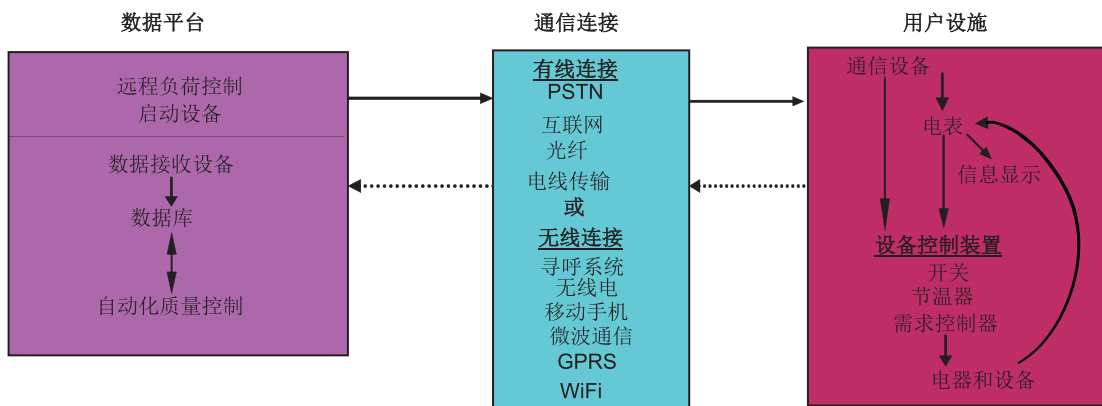 数据平台
远程负荷控制
启动设备
数据接收设备
数据库
自动化质量控制
通信连接
有线连接
PSTN
互联网
光纤
电线传输
或
无线连接
寻呼系统
无线电
移动手机
微波通信
GPRS
WiFi
用户设施
通信设备
电表
信息显示
设备控制装置
开关
节温器
需求控制器
电器和设备